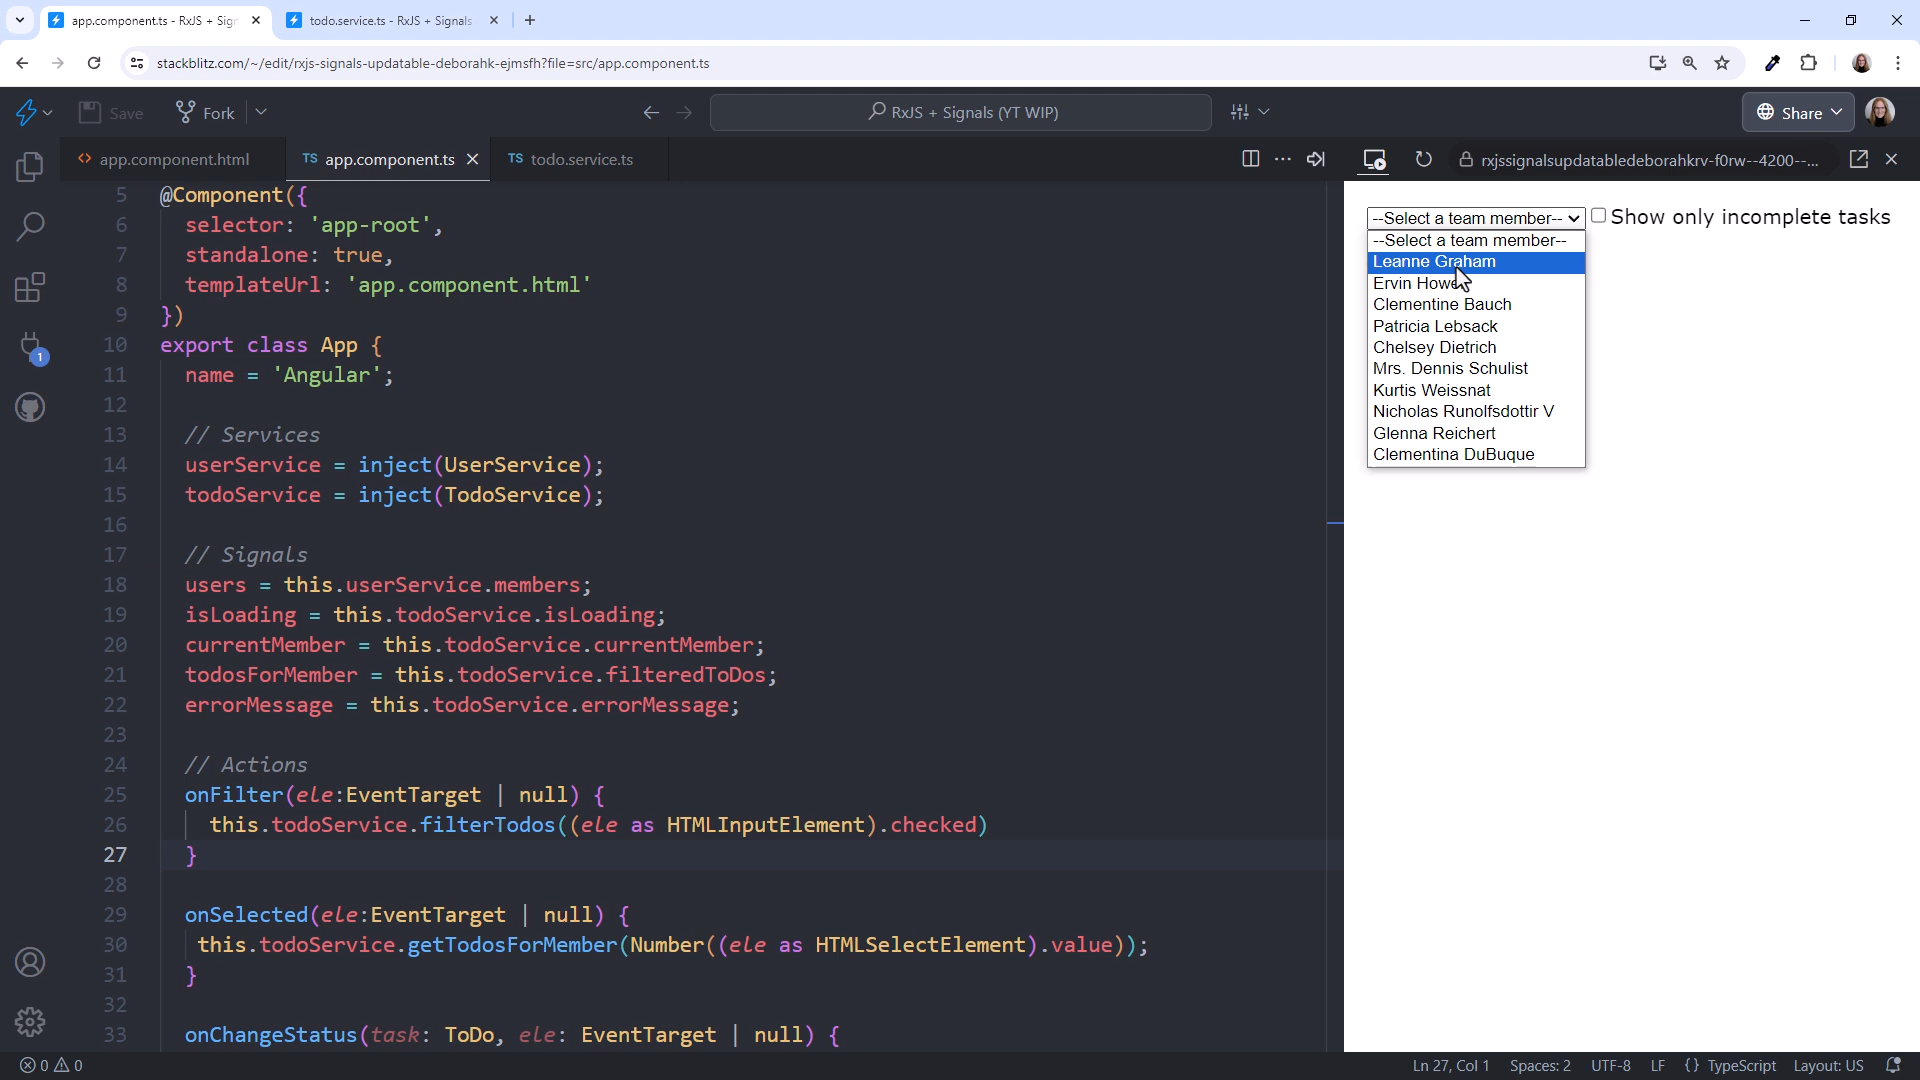 app.component.ts - RxJS + Sig
todo.service.ts - RxJS + Signals
stackblitz.com/~/edit/rxjs-signals-updatable-deborahk-ejmsfh?file=src/app.component.ts
Save
Fork
RxJS + Signals (YT WIP)
Share
app.component.html
TS app.component.ts
TS todo.service.ts
rxjssignalsupdatabledeborahkrv-f0rw--4200--...
1
5 @Component({
6 selector: 'app-root',
7 standalone: true,
8 templateUrl: 'app.component.html'
9 })
10 export class App {
11 name = 'Angular';
12
13 // Services
14 userService = inject(UserService);
15 todoService = inject(TodoService);
16
17 // Signals
18 users = this.userService.members;
19 isLoading = this.todoService.isLoading;
20 currentMember = this.todoService.currentMember;
21 todosForMember = this.todoService.filteredToDos;
22 errorMessage = this.todoService.errorMessage;
23
24 // Actions
25 onFilter(ele:EventTarget | null) {
26 this.todoService.filterTodos((ele as HTMLInputElement).checked)
27 }
28
29 onSelected(ele:EventTarget | null) {
30 this.todoService.getTodosForMember(Number((ele as HTMLSelectElement).value));
31 }
32
33 onChangeStatus(task: ToDo, ele: EventTarget | null) {
--Select a team member--
Show only incomplete tasks
--Select a team member--
Leanne Graham
Ervin Howe
Clementine Bauch
Patricia Lebsack
Chelsey Dietrich
Mrs. Dennis Schulist
Kurtis Weissnat
Nicholas Runolfsdottir V
Glenna Reichert
Clementina DuBuque
0 0
Ln 27, Col 1
Spaces: 2
UTF-8
LF
{} TypeScript
Layout: US